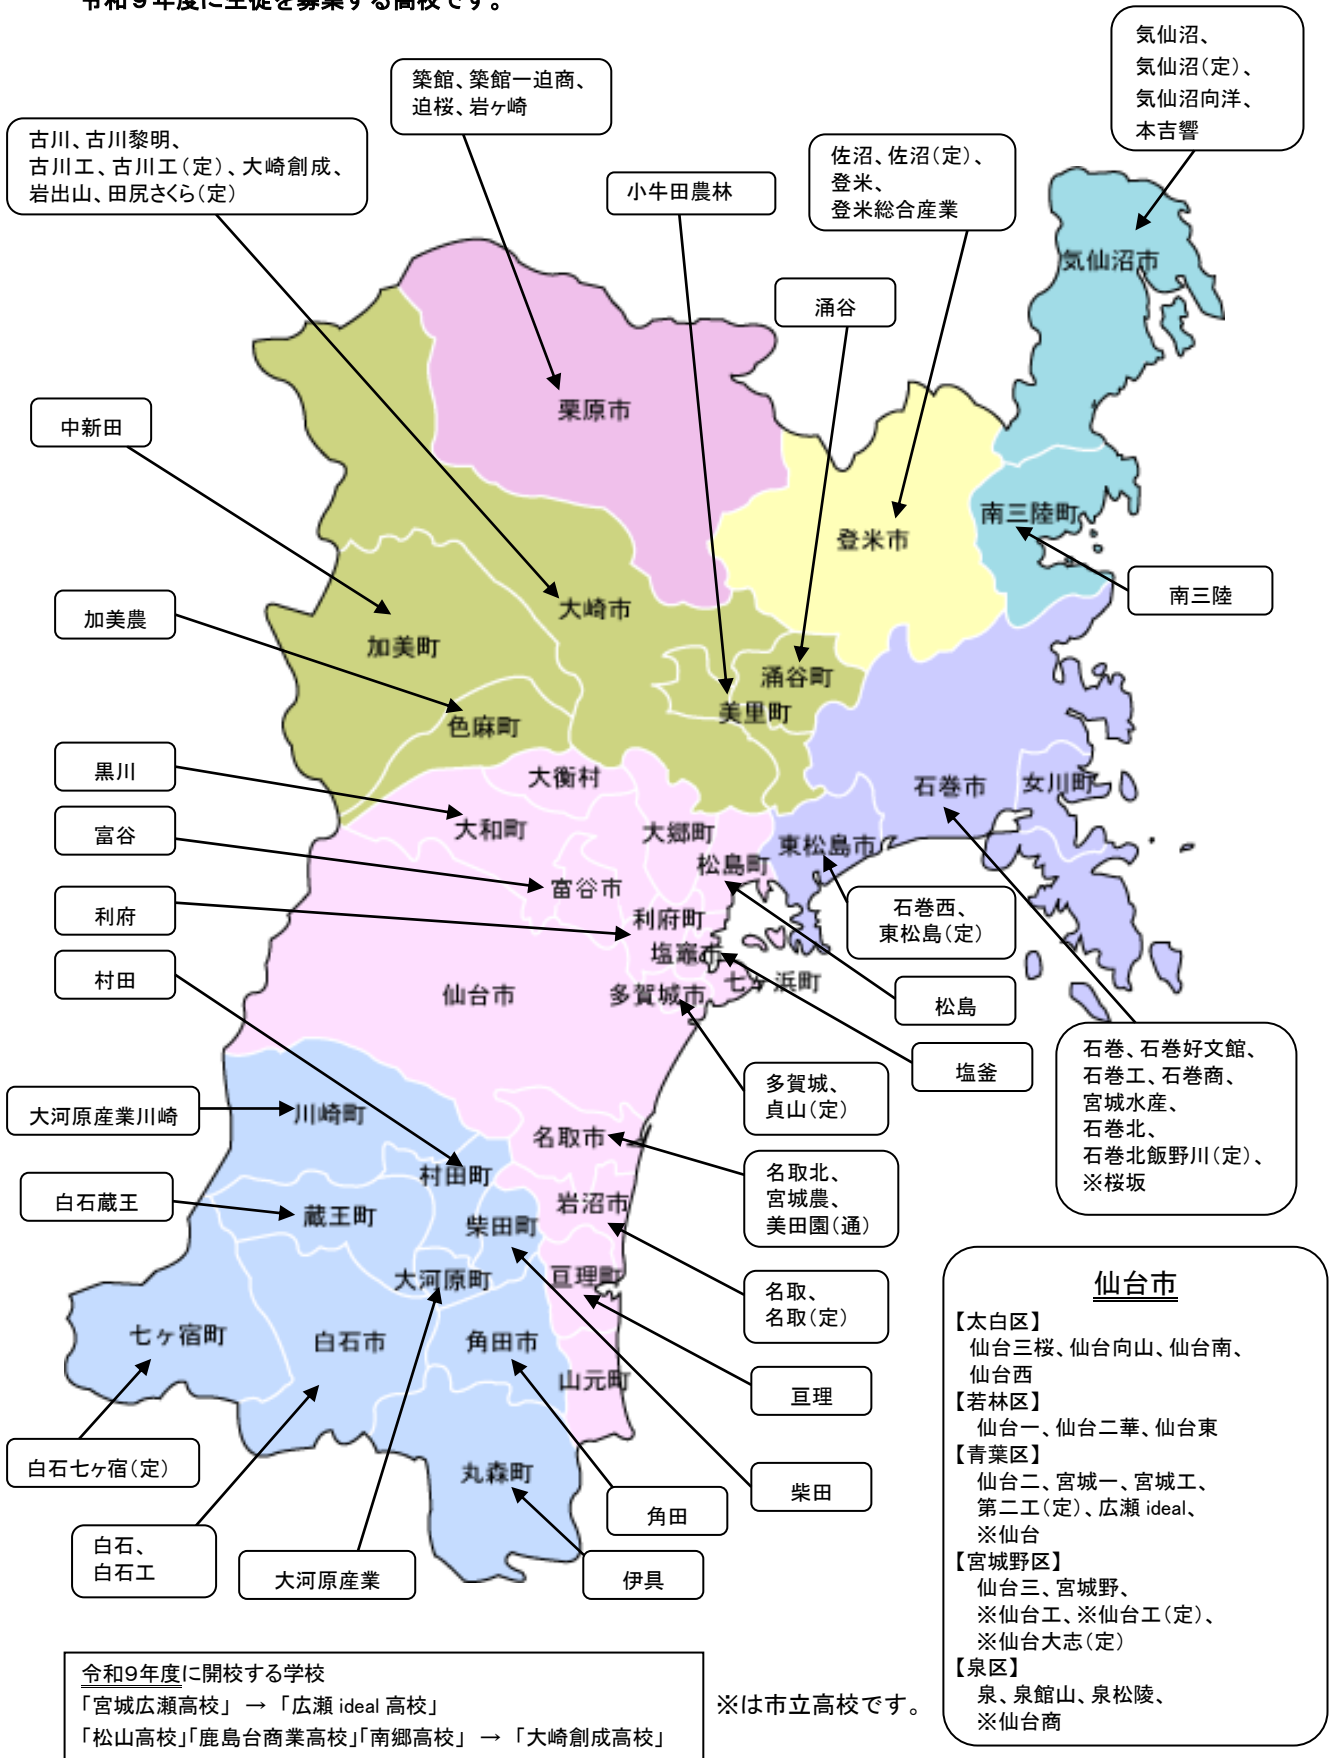 令和９年度に生徒を募集する高校です。
気仙沼、
気仙沼（定）、
気仙沼向洋、
本吉響
築館、築館一迫商、
迫桜、岩ヶ崎
古川、古川黎明、
古川工、古川工（定）、大崎創成、
岩出山、田尻さくら（定）
小牛田農林
佐沼、佐沼（定）、
登米、
登米総合産業
涌谷
中新田
加美農
黒川
富谷
利府
村田
大河原産業川崎
白石蔵王
白石七ヶ宿（定）
白石、
白石工
大河原産業
伊具
角田
柴田
亘理
名取、
名取（定）
名取北、
宮城農、
美田園（通）
多賀城、
貞山（定）
塩釜
松島
石巻西、
東松島（定）
南三陸
石巻、石巻好文館、
石巻工、石巻商、
宮城水産、
石巻北、
石巻北飯野川（定）、
※桜坂
気仙沼市
栗原市
南三陸町
登米市
大崎市
加美町
涌谷町
美里町
色麻町
大衡村
石巻市
女川町
大和町
大郷町
東松島市
松島町
富谷市
利府町
塩竈市
七ヶ浜町
仙台市
多賀城市
川崎町
名取市
村田町
岩沼市
蔵王町
柴田町
大河原町
亘理町
七ヶ宿町
白石市
角田市
山元町
丸森町
仙台市
【太白区】
仙台三桜、仙台向山、仙台南、
仙台西
【若林区】
仙台一、仙台二華、仙台東
【青葉区】
仙台二、宮城一、宮城工、
第二工（定）、広瀬 ideal、
※仙台
【宮城野区】
仙台三、宮城野、
※仙台工、※仙台工（定）、
※仙台大志（定）
【泉区】
泉、泉館山、泉松陵、
※仙台商
令和９年度に開校する学校
「宮城広瀬高校」 → 「広瀬 ideal 高校」
「松山高校」「鹿島台商業高校」「南郷高校」 → 「大崎創成高校」
※は市立高校です。